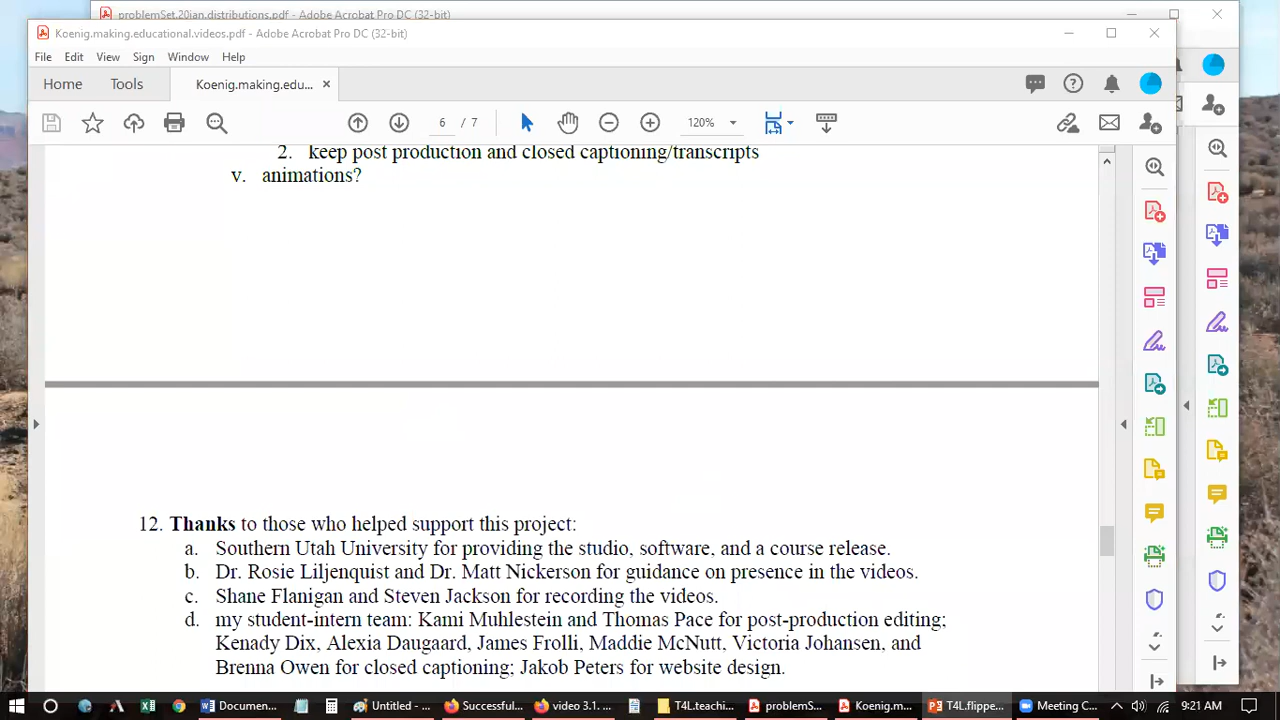 problemSet.20jan.distributions.pdf - Adobe Acrobat Pro DC (32-bit)
Koenig.making.educational.videos.pdf - Adobe Acrobat Pro DC (32-bit)
File Edit View Sign Window Help
Home Tools Koenig.making.edu... ×
6 / 7 120%
2. keep post production and closed captioning/transcripts
v. animations?
12. Thanks to those who helped support this project:
a. Southern Utah University for providing the studio, software, and a course release.
b. Dr. Rosie Liljenquist and Dr. Matt Nickerson for guidance on presence in the videos.
c. Shane Flanigan and Steven Jackson for recording the videos.
d. my student-intern team: Kami Muhlestein and Thomas Pace for post-production editing;
Kenady Dix, Alexia Daugaard, James Frolli, Maddie McNutt, Victoria Johansen, and
Brenna Owen for closed captioning; Jakob Peters for website design.
Documen... Untitled - ... Successful... video 3.1. ... T4L.teachi... problemS... Koenig.m... T4L.flippe... Meeting C... 9:21 AM